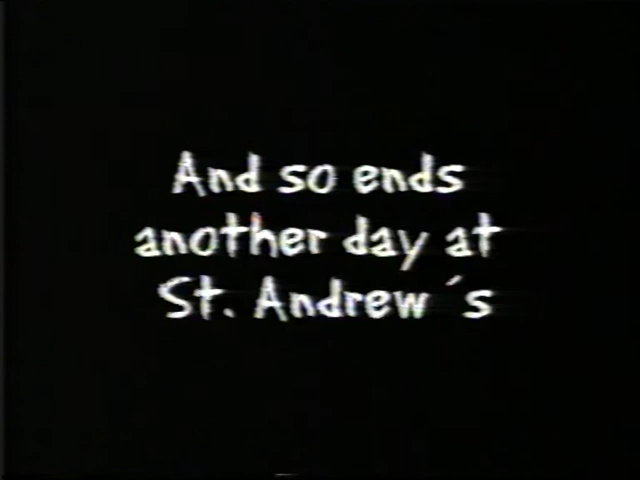 And so ends
another day at
St. Andrew ´s